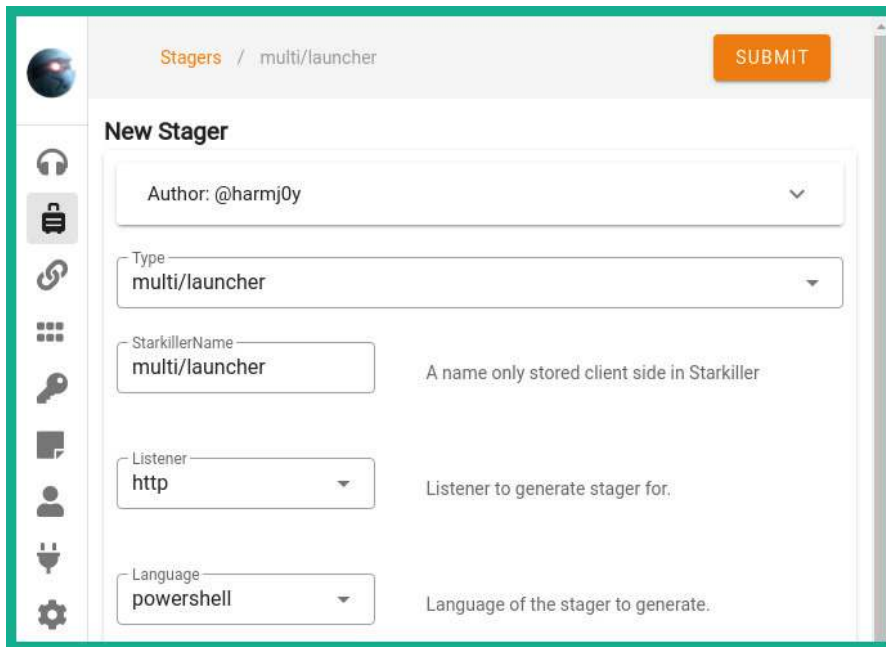 Stagers / multi/launcher
SUBMIT
New Stager
Author: @harmj0y
Type
multi/launcher
StarkillerName
multi/launcher
A name only stored client side in Starkiller
Listener
http
Listener to generate stager for.
Language
powershell
Language of the stager to generate.